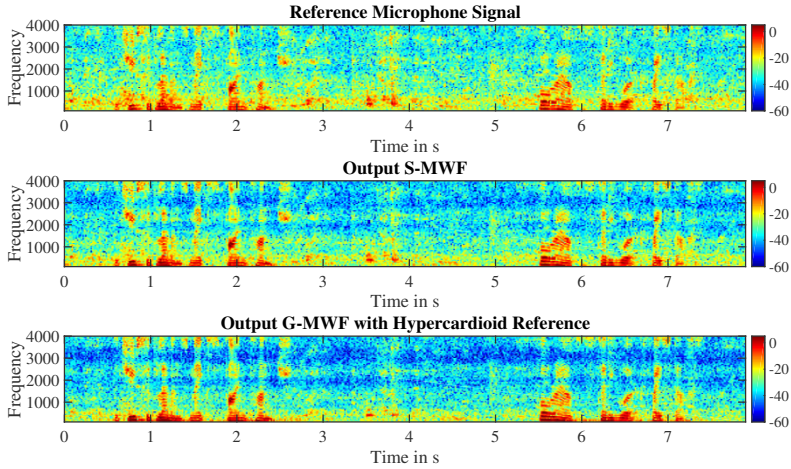 Reference Microphone Signal
Frequency
4000
3000
2000
1000
0 1 2 3 4 5 6 7
Time in s
0
-20
-40
-60
Output S-MWF
Frequency
4000
3000
2000
1000
0 1 2 3 4 5 6 7
Time in s
0
-20
-40
-60
Output G-MWF with Hypercardioid Reference
Frequency
4000
3000
2000
1000
0 1 2 3 4 5 6 7
Time in s
0
-20
-40
-60